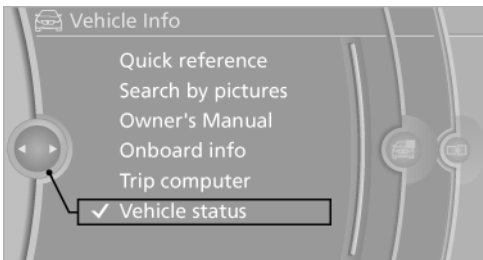 Vehicle Info
Quick reference
Search by pictures
Owner's Manual
Onboard info
Trip computer
Vehicle status